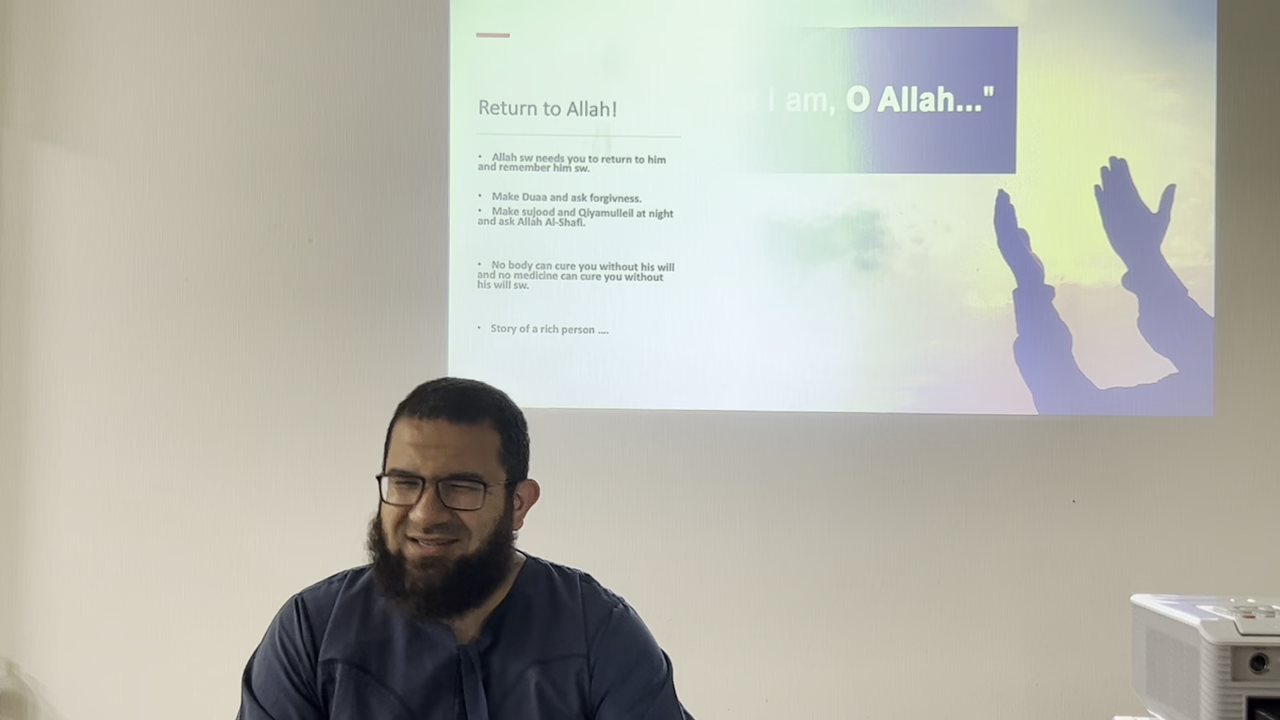 Return to Allah!
I am, O Allah..."
• Allah sw needs you to return to him
and remember him sw.
• Make Duaa and ask forgivness.
• Make sujood and Qiyamulleil at night
and ask Allah Al-Shafi.
• No body can cure you without his will
and no medicine can cure you without
his will sw.
• Story of a rich person ....